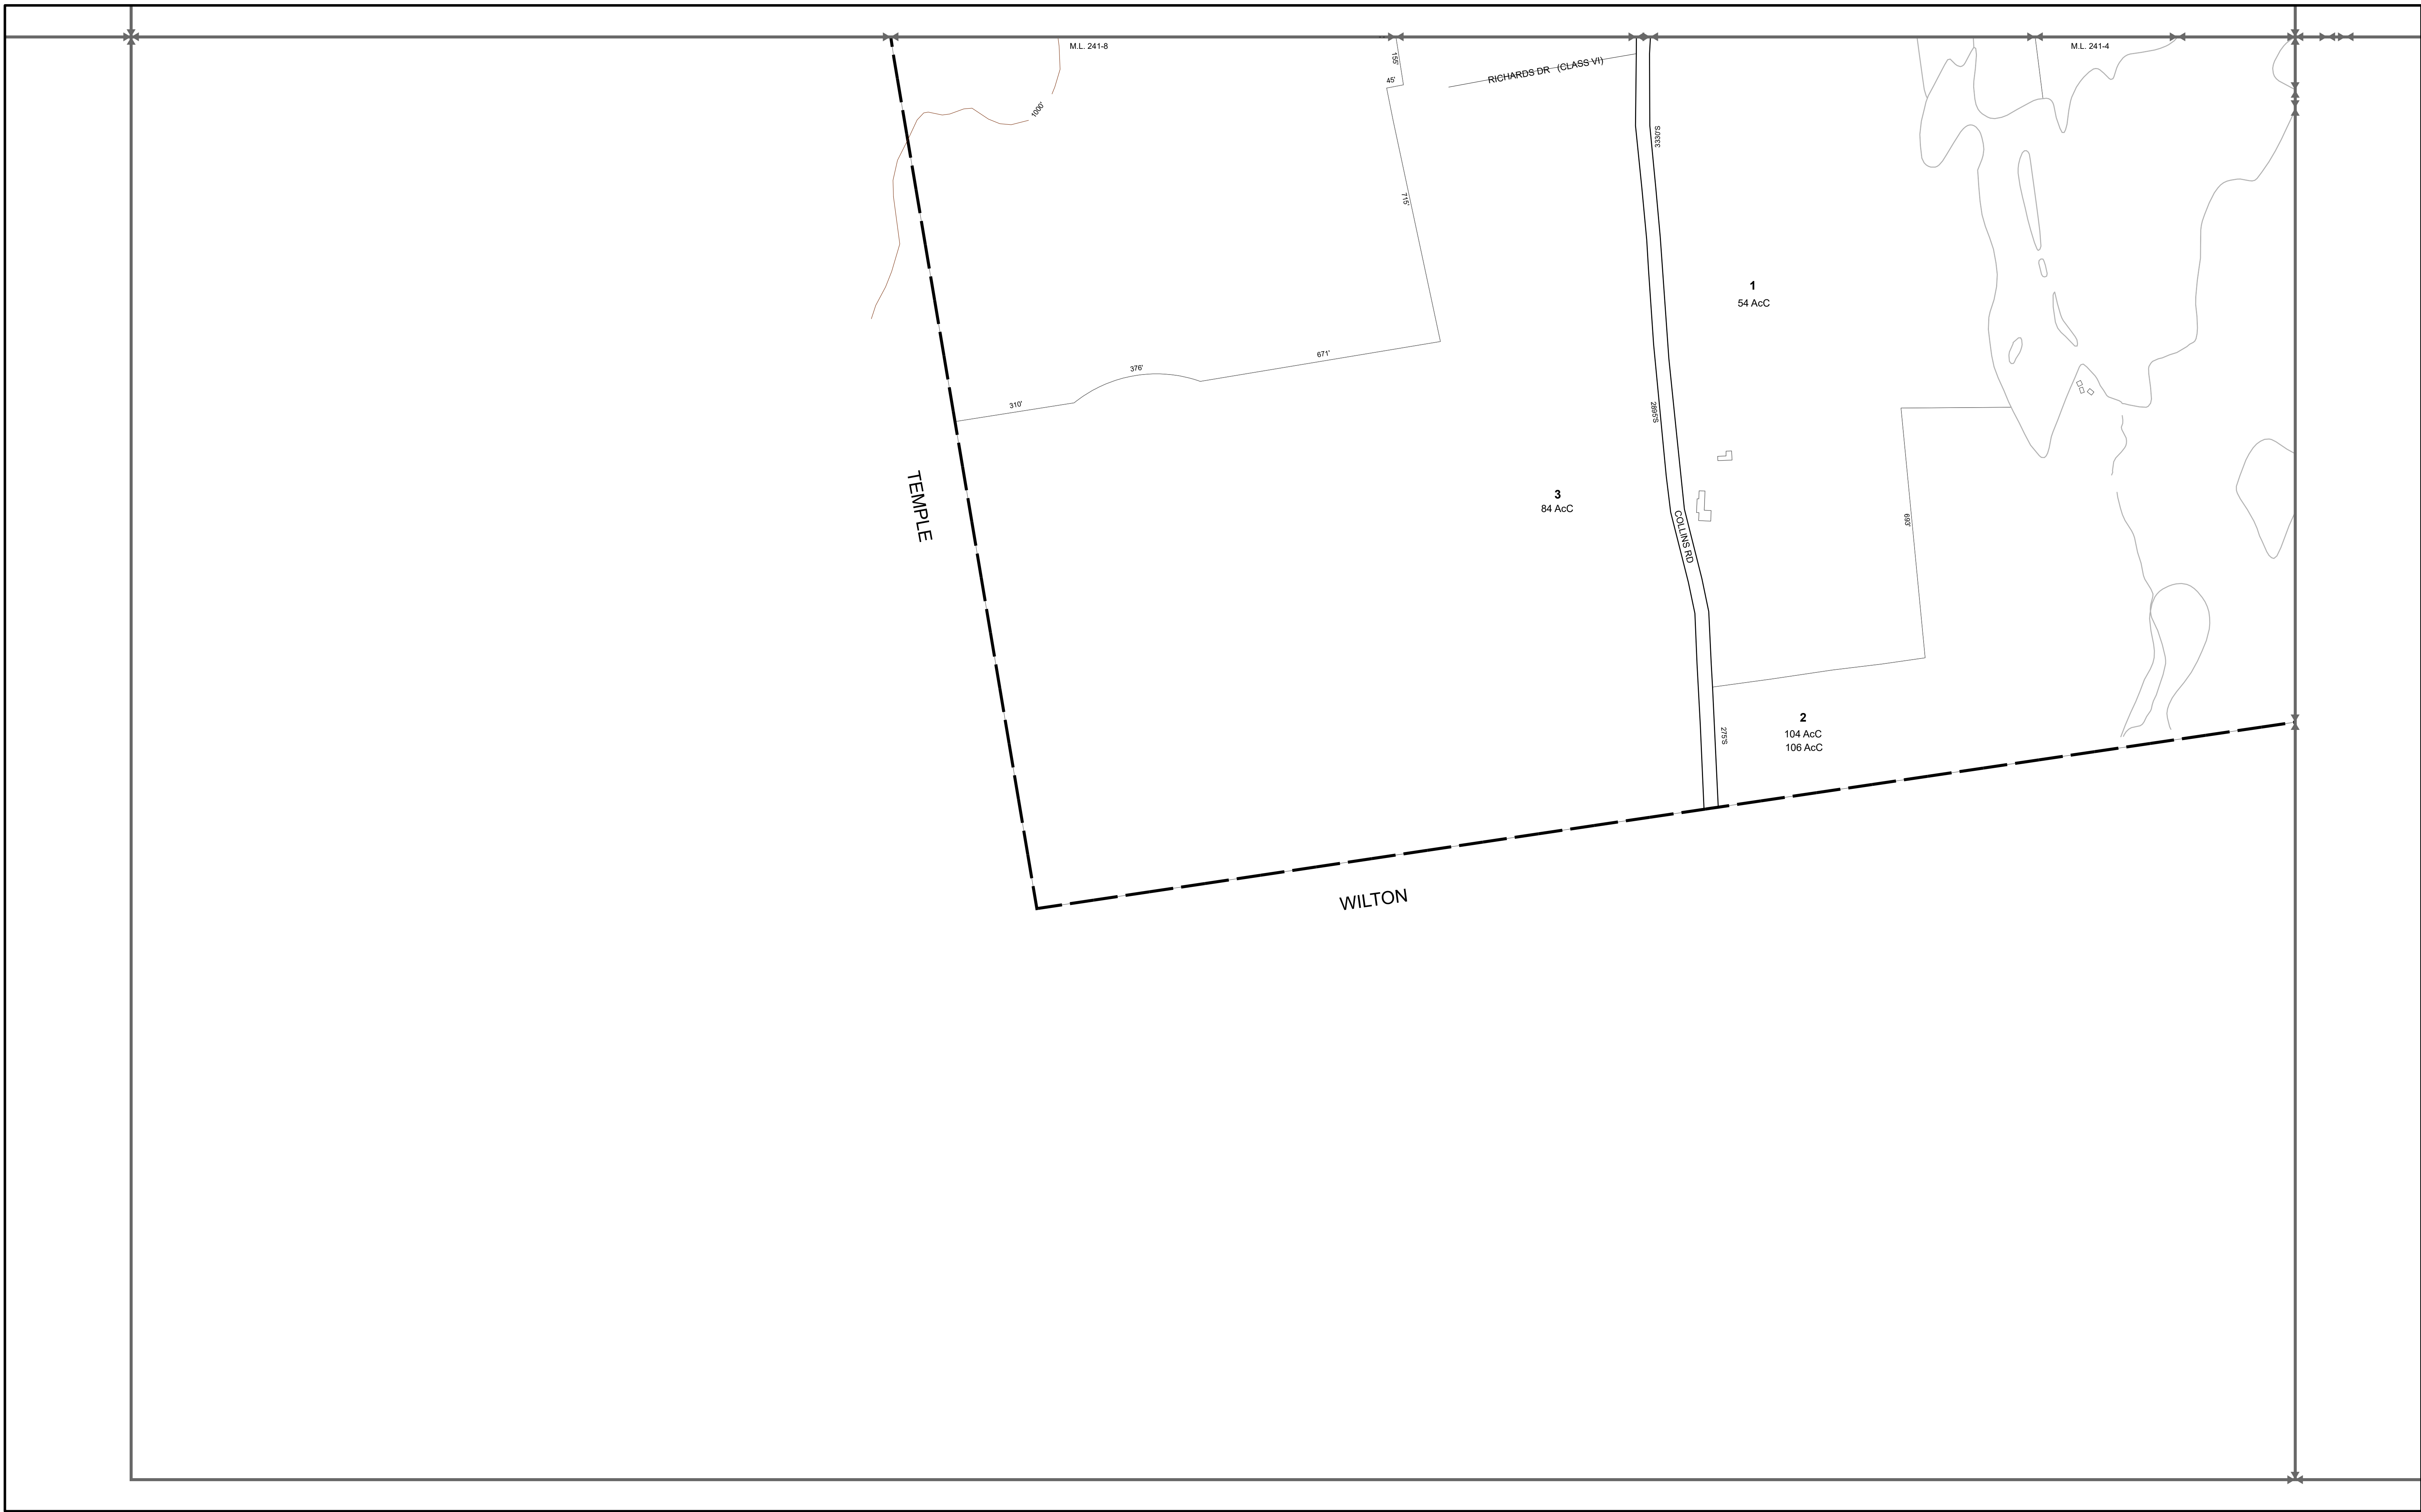 M.L. 241-8
M.L. 241-4
155'
45'
RICHARDS DR (CLASS VI)
1000'
3330'S
715'
1
54 AcC
671'
376'
310'
2895'S
TEMPLE
3
84 AcC
COLLINS RD
693'
2
104 AcC
106 AcC
275'S
WILTON